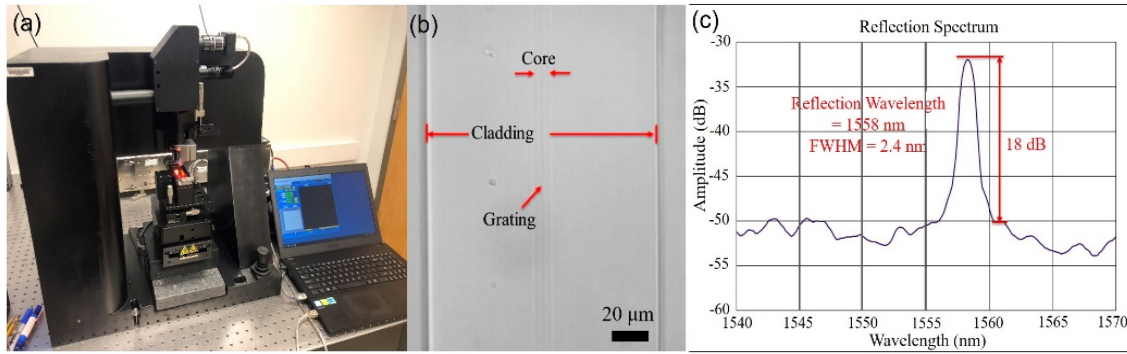 (a)
(b)
Core
Cladding
Grating
20 μm
(c)
Reflection Spectrum
-30
-35
-40
-45
-50
-55
-60
Amplitude (dB)
Reflection Wavelength
= 1558 nm
FWHM = 2.4 nm
18 dB
1540
1545
1550
1555
1560
1565
1570
Wavelength (nm)